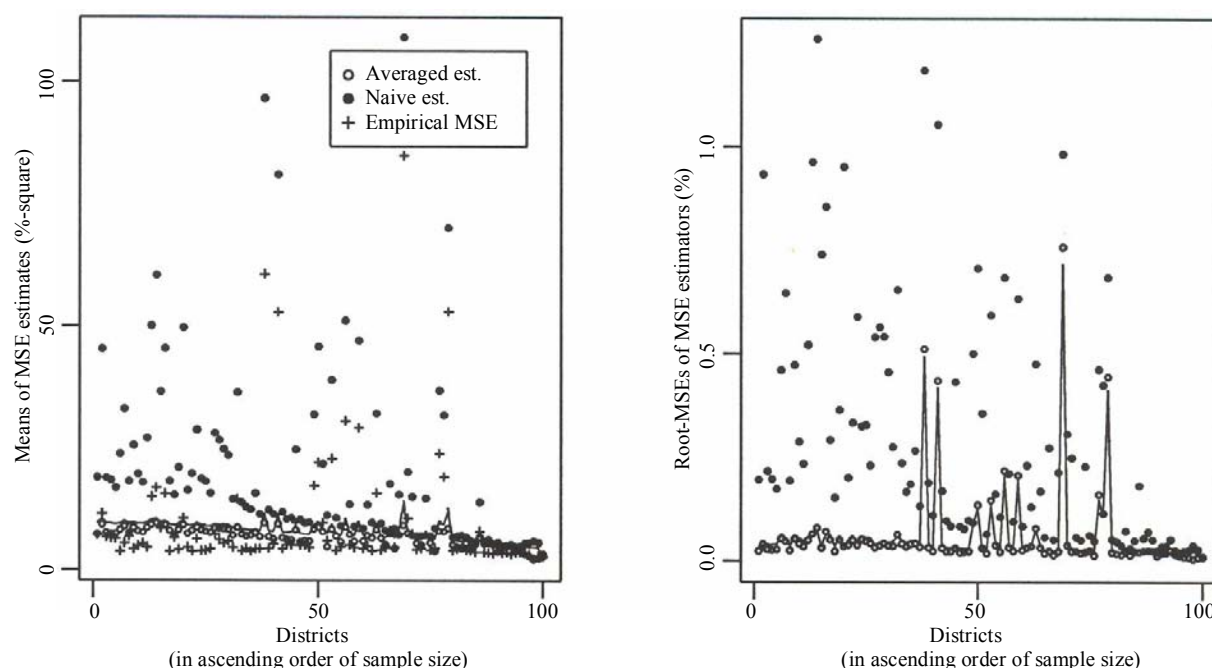 Means of MSE estimates (%-square)
100
50
0
Averaged est.
Naive est.
Empirical MSE
0 50 100
Districts
(in ascending order of sample size)
Root-MSEs of MSE estimators (%)
1.0
0.5
0.0
0 50 100
Districts
(in ascending order of sample size)